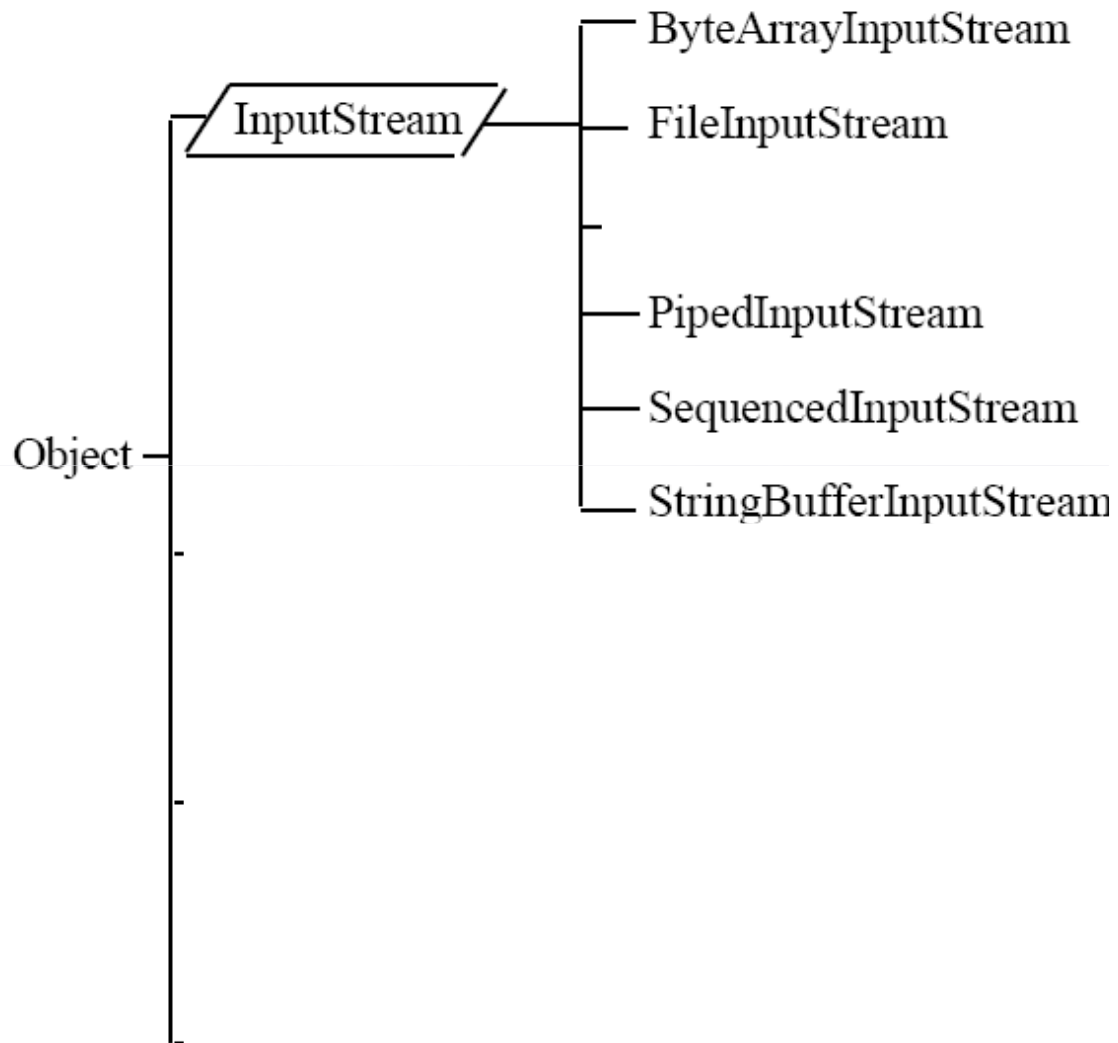 ByteArrayInputStream
InputStream
FileInputStream
PipedInputStream
SequencedInputStream
Object
StringBufferInputStream